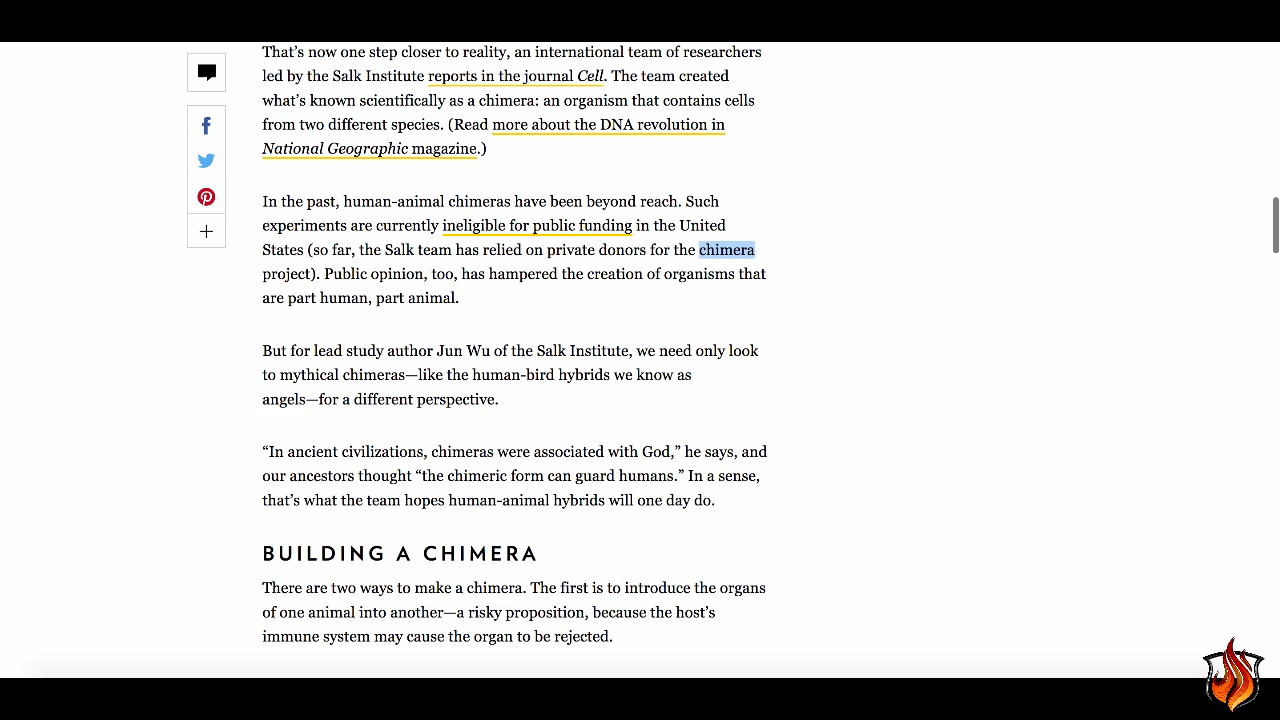 That’s now one step closer to reality, an international team of researchers
led by the Salk Institute reports in the journal Cell. The team created
what’s known scientifically as a chimera: an organism that contains cells
from two different species. (Read more about the DNA revolution in
National Geographic magazine.)
In the past, human-animal chimeras have been beyond reach. Such
experiments are currently ineligible for public funding in the United
States (so far, the Salk team has relied on private donors for the chimera
project). Public opinion, too, has hampered the creation of organisms that
are part human, part animal.
But for lead study author Jun Wu of the Salk Institute, we need only look
to mythical chimeras—like the human-bird hybrids we know as
angels—for a different perspective.
“In ancient civilizations, chimeras were associated with God,” he says, and
our ancestors thought “the chimeric form can guard humans.” In a sense,
that’s what the team hopes human-animal hybrids will one day do.
BUILDING A CHIMERA
There are two ways to make a chimera. The first is to introduce the organs
of one animal into another—a risky proposition, because the host’s
immune system may cause the organ to be rejected.